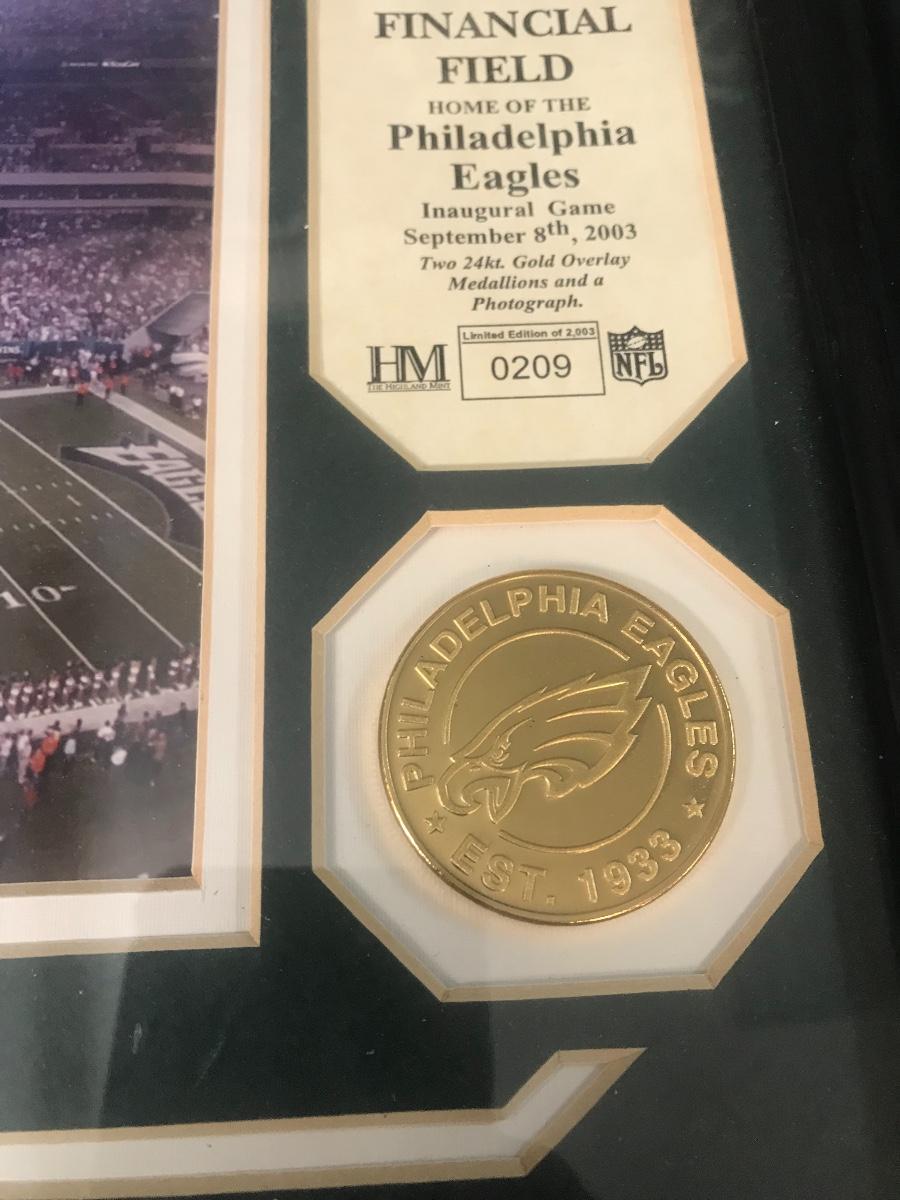 FINANCIAL
FIELD
HOME OF THE
Philadelphia
Eagles
Inaugural Game
September 8th, 2003
Two 24kt. Gold Overlay
Medallions and a
Photograph.
HM
THE HIGHLAND MINT
Limited Edition of 2,003
0209
NFL
EAGLES
10
PHILADELPHIA EAGLES
EST. 1933